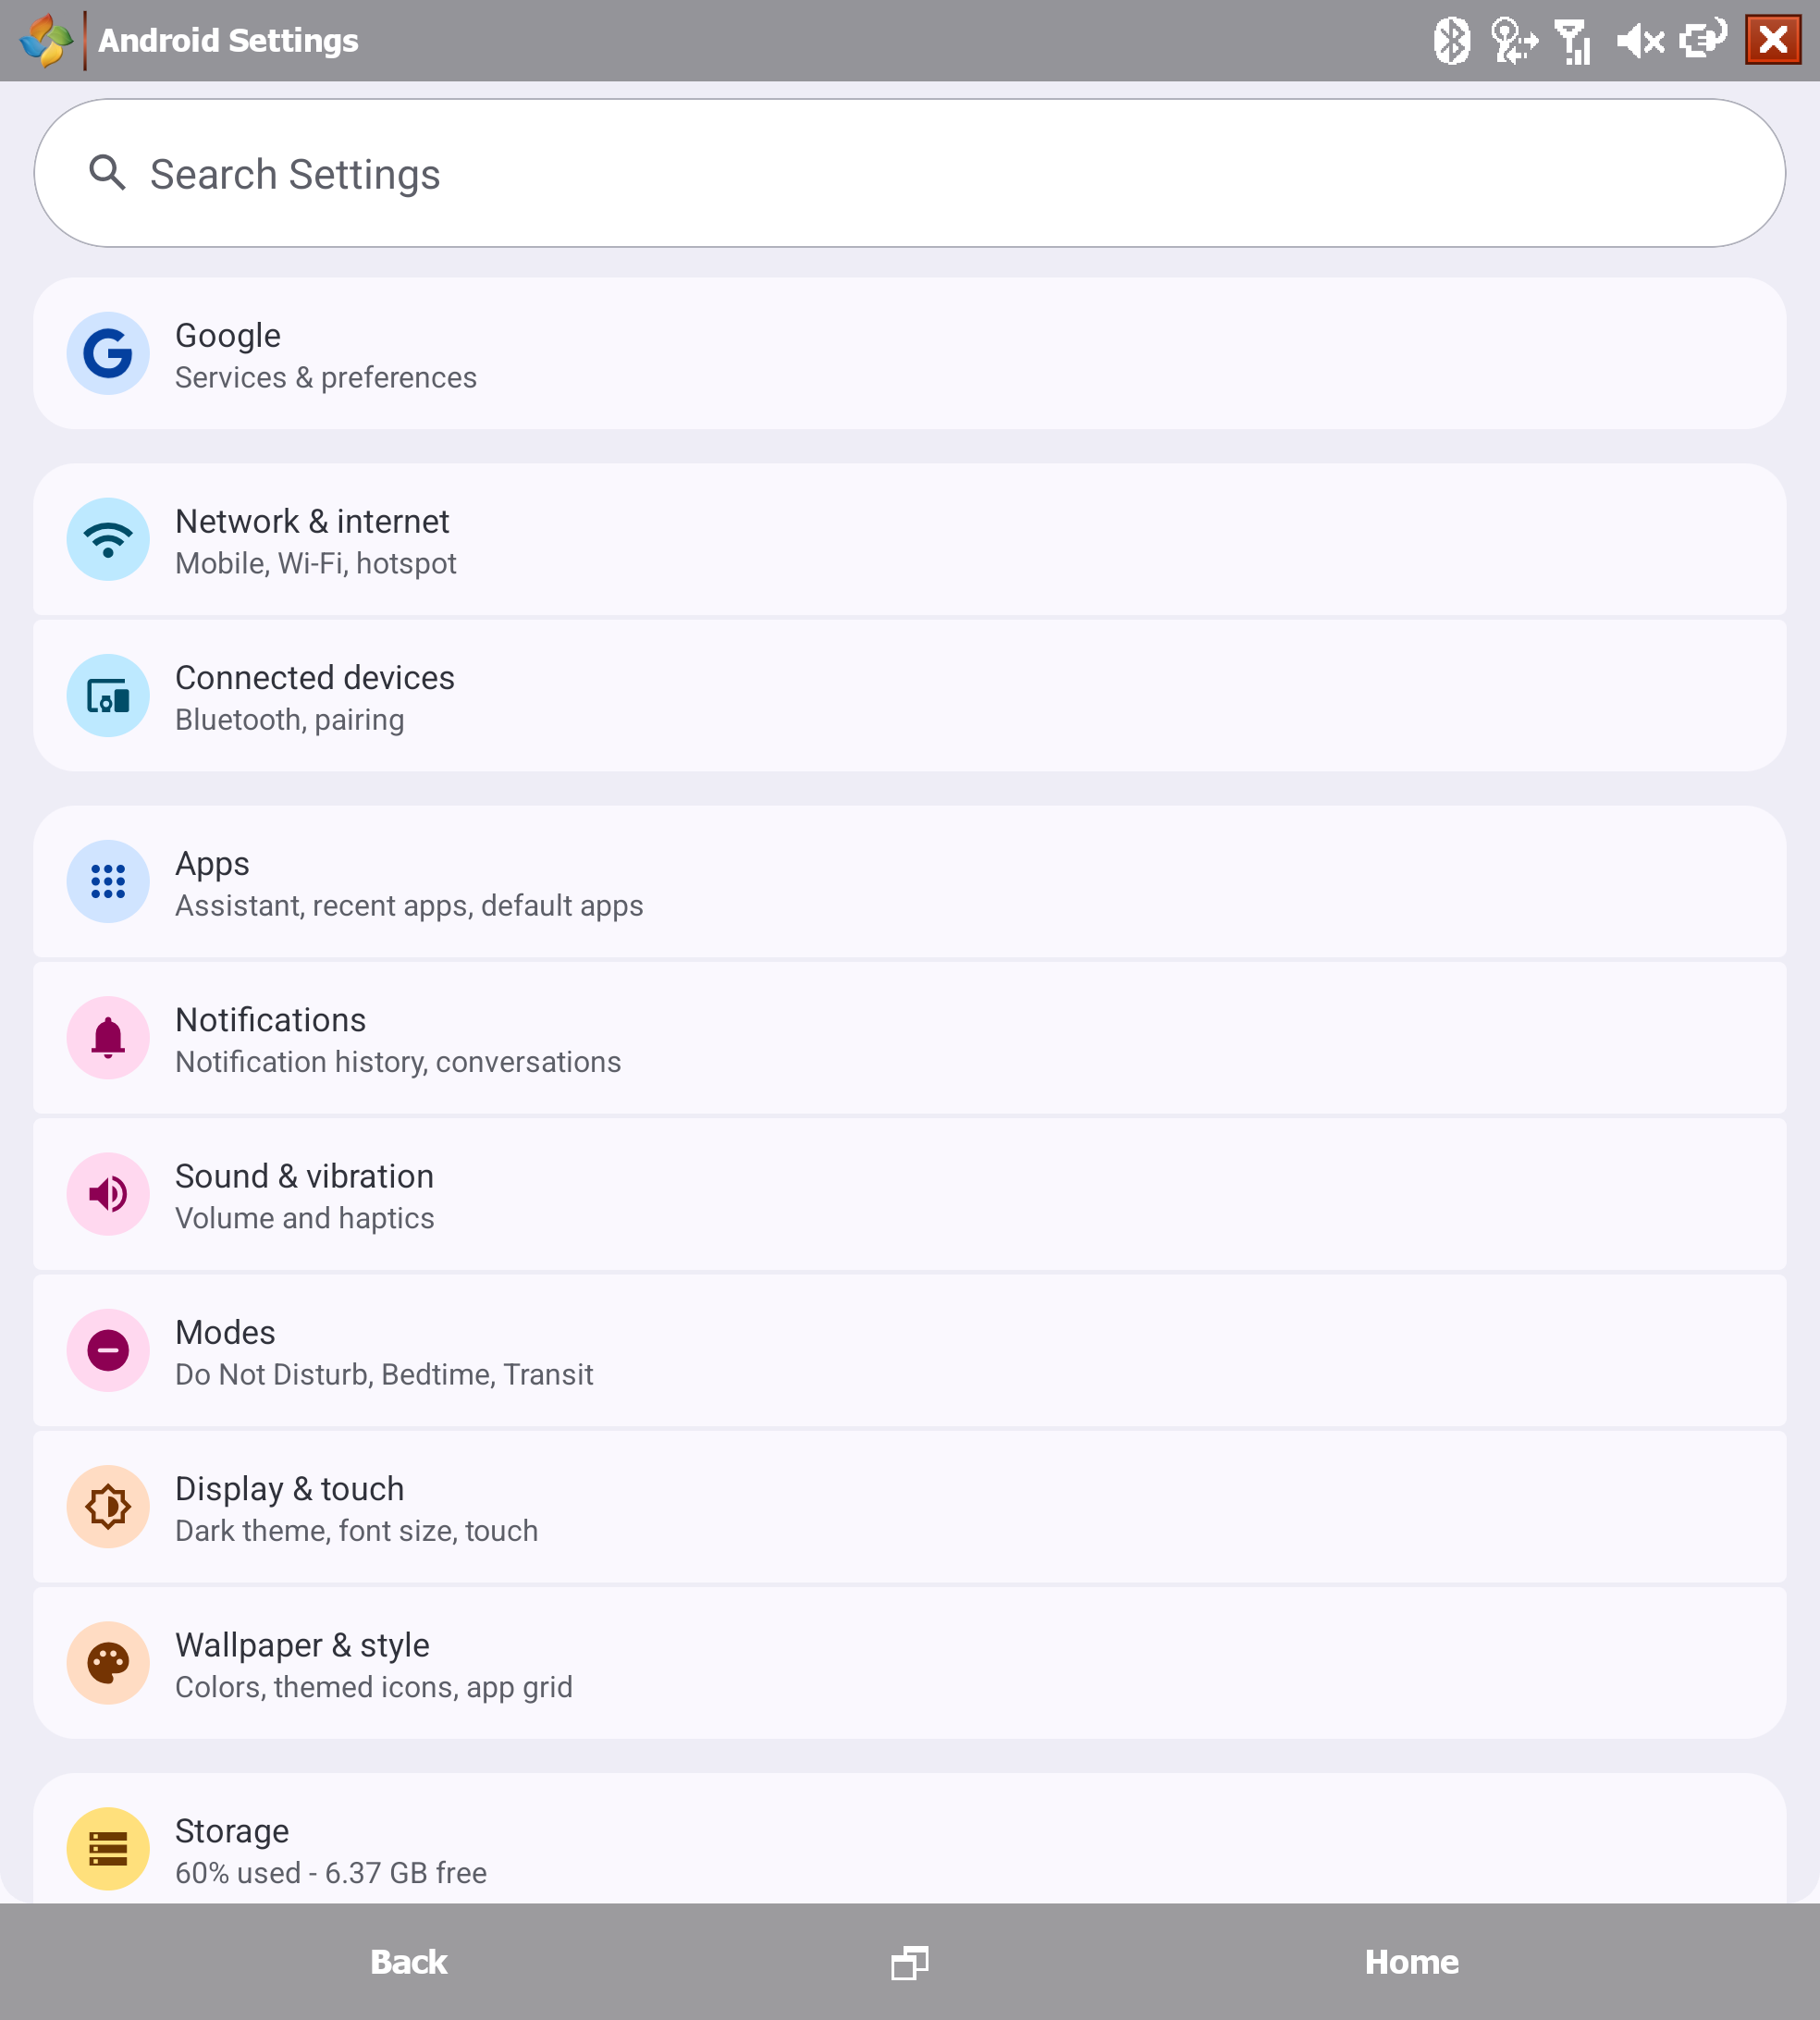 Android Settings
Search Settings
Google
Services & preferences
Network & internet
Mobile, Wi-Fi, hotspot
Connected devices
Bluetooth, pairing
Apps
Assistant, recent apps, default apps
Notifications
Notification history, conversations
Sound & vibration
Volume and haptics
Modes
Do Not Disturb, Bedtime, Transit
Display & touch
Dark theme, font size, touch
Wallpaper & style
Colors, themed icons, app grid
Storage
60% used - 6.37 GB free
Back
Home